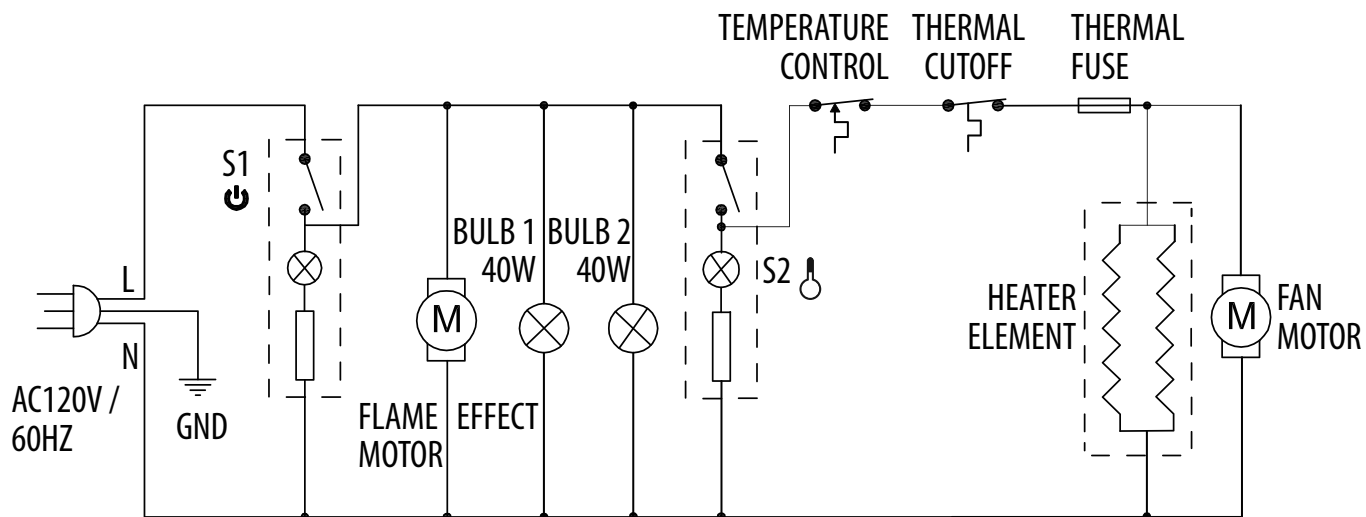 TEMPERATURE
CONTROL
THERMAL
CUTOFF
THERMAL
FUSE
S1
BULB 1
40W
BULB 2
40W
S2
L
N
AC120V /
60HZ
GND
M
FLAME EFFECT
MOTOR
HEATER
ELEMENT
M
FAN
MOTOR